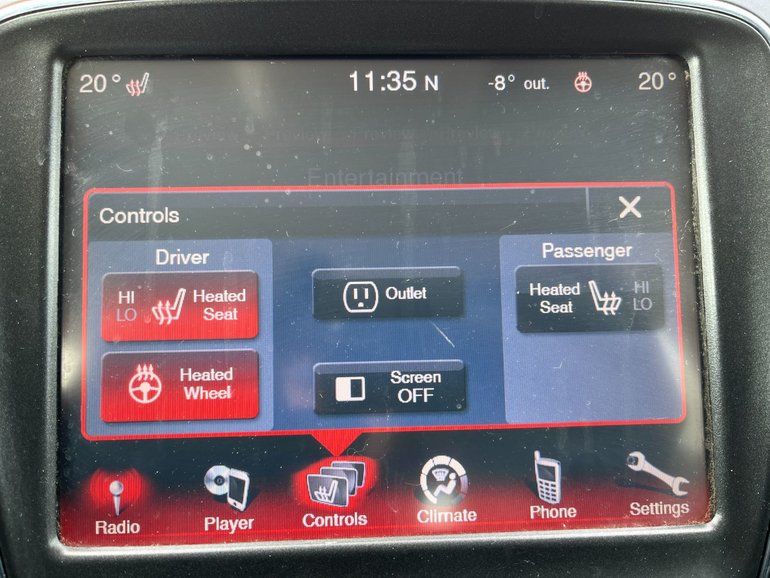 20° 11:35 N -8° out. 20°
Entertainment
Controls
Driver
HI
LO
Heated
Seat
Heated
Wheel
Outlet
Screen
OFF
Passenger
Heated
Seat
HI
LO
Radio Player Controls Climate Phone Settings